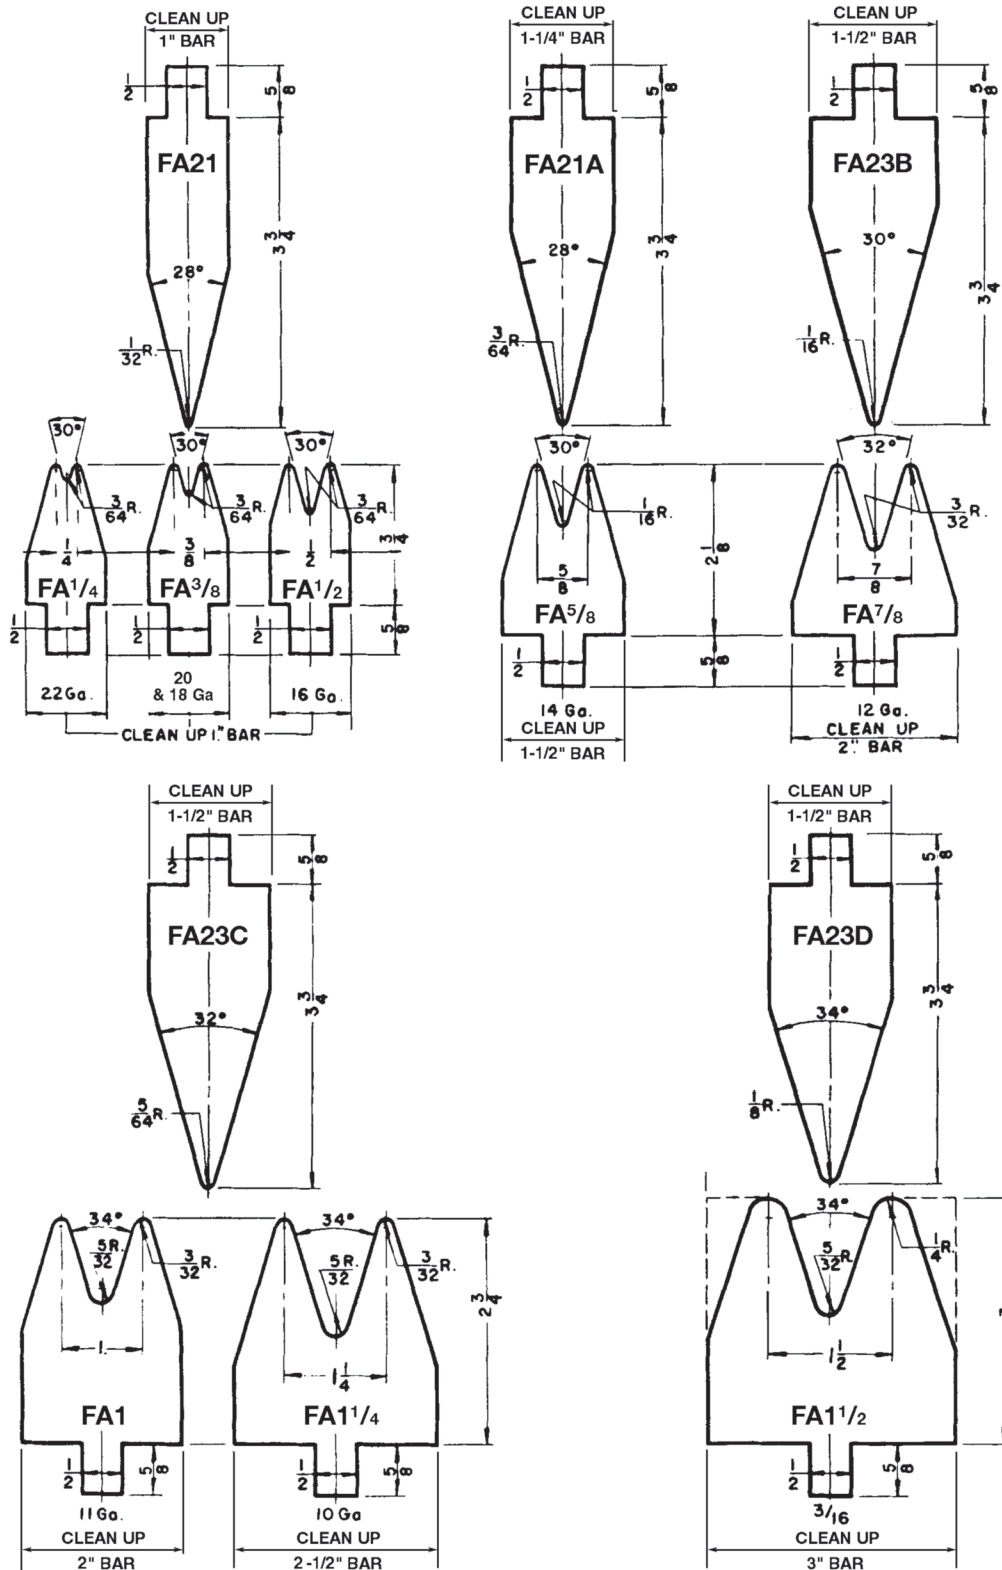 CLEAN UP
1" BAR
1/2
5/8
FA21
3 3/4
28°
1/32 R.
CLEAN UP
1-1/4" BAR
1/2
5/8
FA21A
3 3/4
28°
3/64 R.
CLEAN UP
1-1/2" BAR
1/2
5/8
FA23B
3 3/4
30°
1/16 R.
30°
3/64 R.
1/4
FA1/4
1/2
22 Ga.
30°
3/64 R.
3/8
FA3/8
1/2
20
& 18 Ga
30°
3/64 R.
1/2
FA1/2
1/2
3/4
5/8
16 Ga.
CLEAN UP 1" BAR
30°
1/16 R.
2 1/8
5/8
FA5/8
1/2
5/8
14 Ga.
CLEAN UP
1-1/2" BAR
32°
3/32 R.
7/8
FA7/8
1/2
12 Ga.
CLEAN UP
2" BAR
CLEAN UP
1-1/2" BAR
1/2
5/8
FA23C
3 3/4
32°
5/64 R.
CLEAN UP
1-1/2" BAR
1/2
5/8
FA23D
3 3/4
34°
1/8 R.
34°
5/32 R.
3/32 R.
1
FA1
1/2
5/8
11 Ga.
CLEAN UP
2" BAR
34°
5/32 R.
3/32 R.
2 3/4
1 1/4
FA1 1/4
1/2
5/8
10 Ga
CLEAN UP
2-1/2" BAR
34°
5/32 R.
1/4 R.
1 1/2
FA1 1/2
1/2
5/8
3/16
CLEAN UP
3" BAR